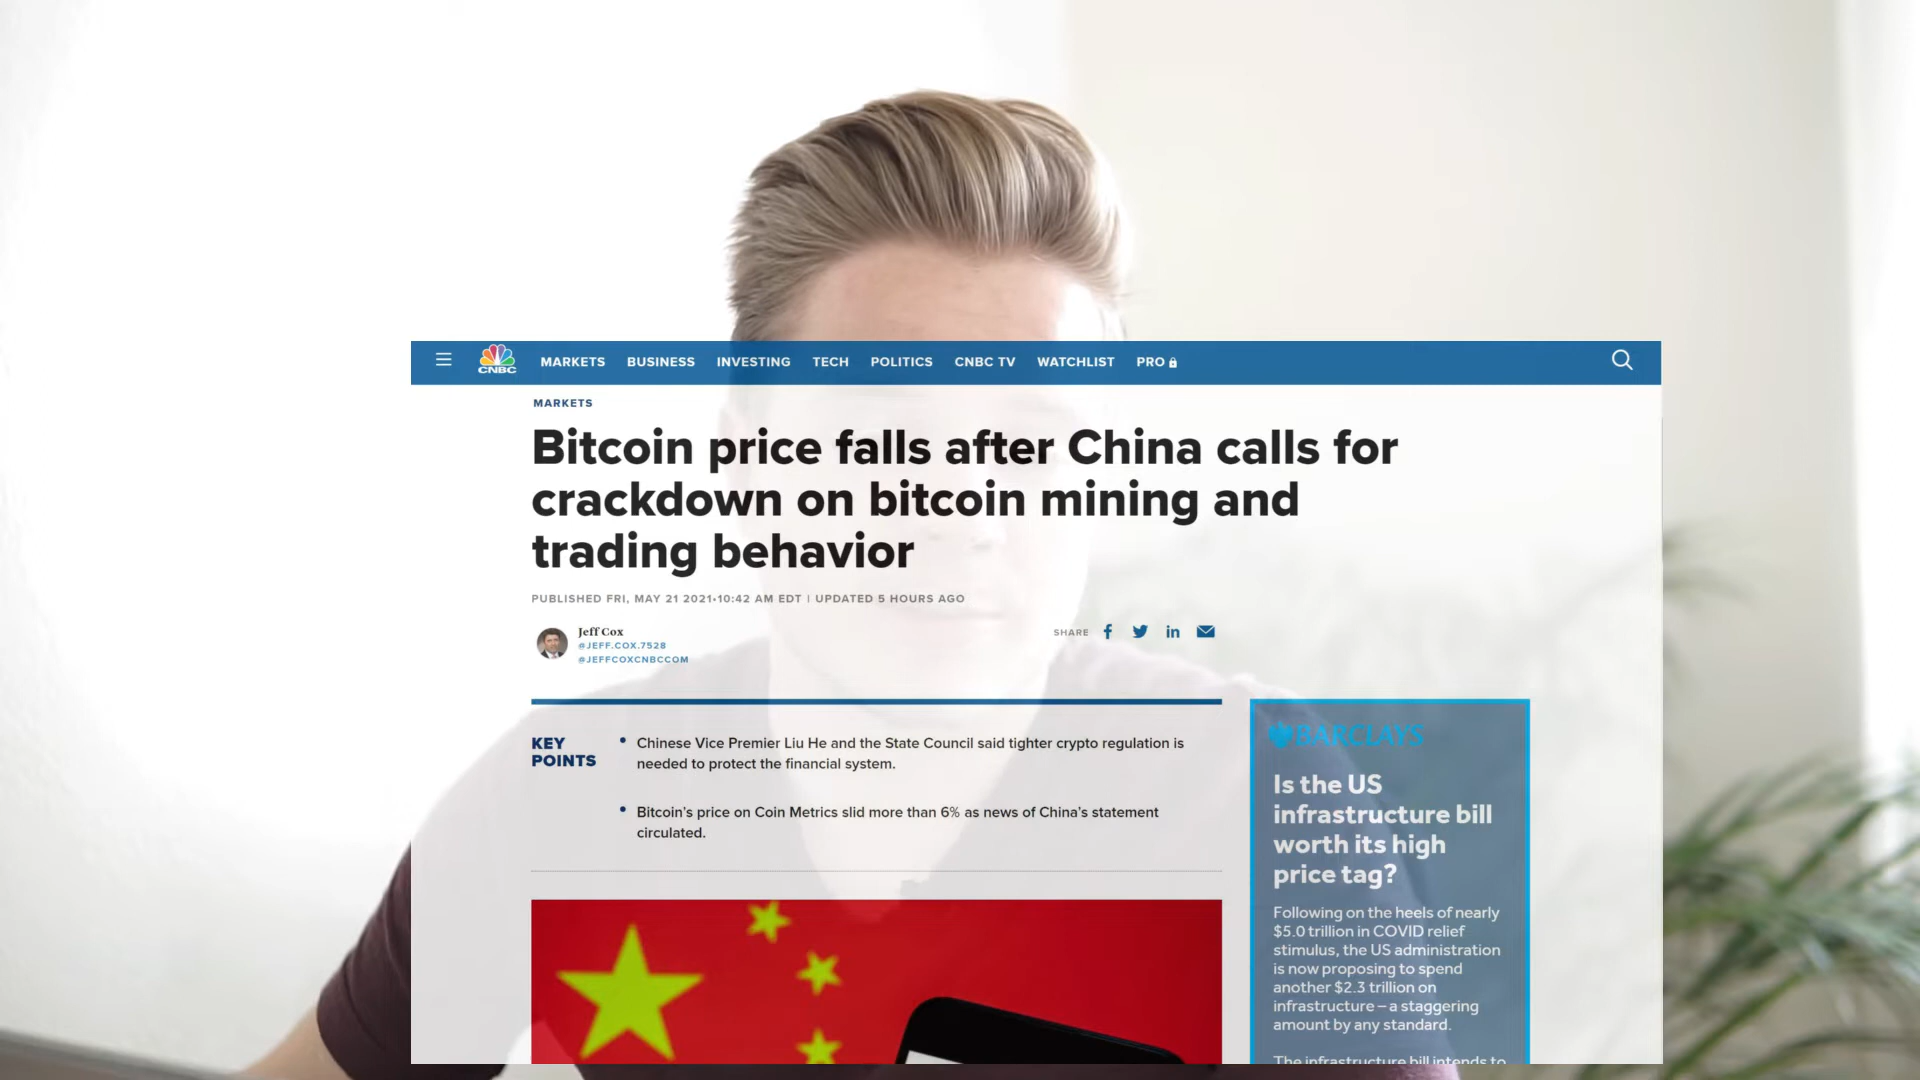 CNBC
MARKETS BUSINESS INVESTING TECH POLITICS CNBC TV WATCHLIST PRO
MARKETS
Bitcoin price falls after China calls for
crackdown on bitcoin mining and
trading behavior
PUBLISHED FRI, MAY 21 2021•10:42 AM EDT | UPDATED 5 HOURS AGO
Jeff Cox
@JEFF.COX.7528
@JEFFCOXCNBCCOM
SHARE
KEY
POINTS
• Chinese Vice Premier Liu He and the State Council said tighter crypto regulation is
needed to protect the financial system.
• Bitcoin’s price on Coin Metrics slid more than 6% as news of China’s statement
circulated.
BARCLAYS
Is the US
infrastructure bill
worth its high
price tag?
Following on the heels of nearly
$5.0 trillion in COVID relief
stimulus, the US administration
is now proposing to spend
another $2.3 trillion on
infrastructure – a staggering
amount by any standard.
The infrastructure bill intends to